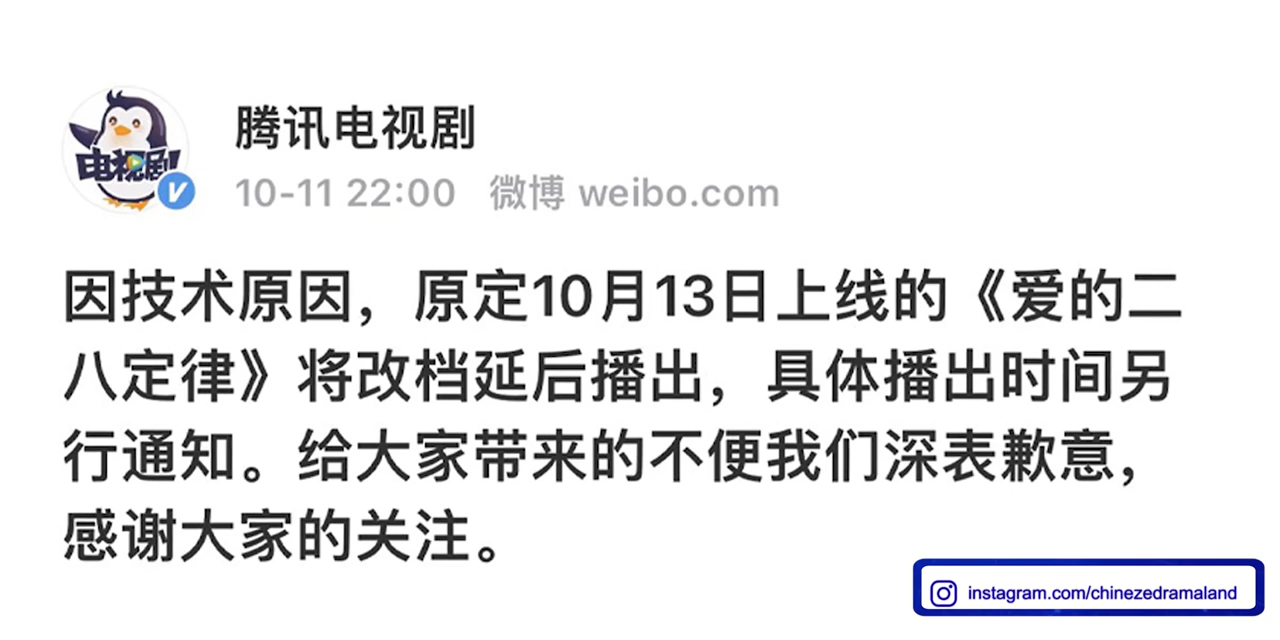 电视剧
腾讯电视剧
10-11 22:00 微博 weibo.com
因技术原因，原定10月13日上线的《爱的二
八定律》将改档延后播出，具体播出时间另
行通知。给大家带来的不便我们深表歉意，
感谢大家的关注。
instagram.com/chinezedramaland